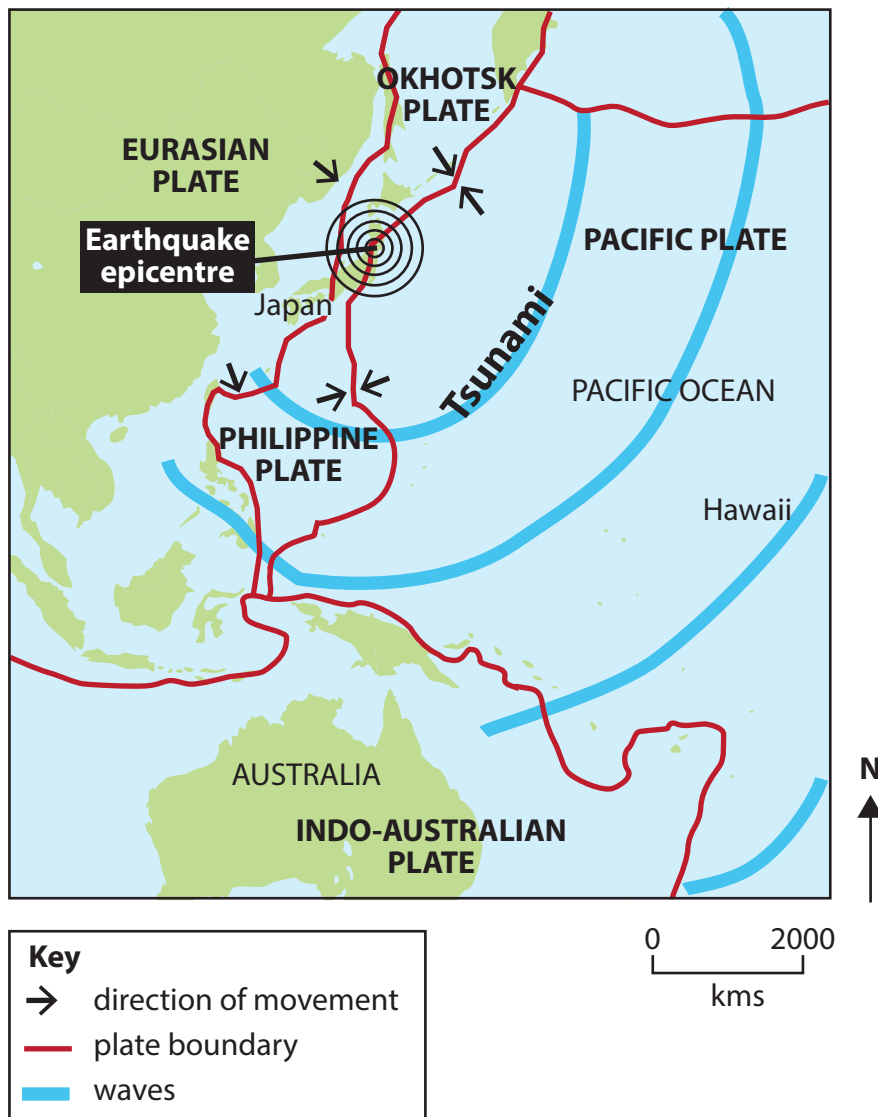 OKHOTSK
PLATE
EURASIAN
PLATE
Earthquake
epicentre
PACIFIC PLATE
Japan
Tsunami
PACIFIC OCEAN
PHILIPPINE
PLATE
Hawaii
AUSTRALIA
INDO-AUSTRALIAN
PLATE
N
Key
direction of movement
plate boundary
waves
0 2000
kms